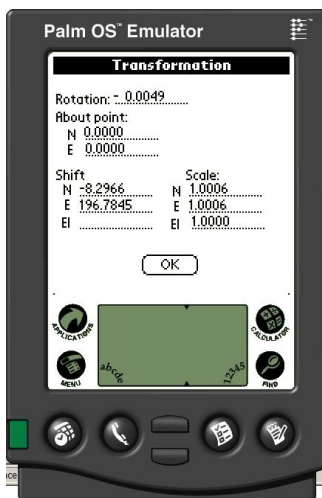 Palm OS™ Emulator
Transformation
Rotation: - 0.0049
About point:
N 0.0000
E 0.0000
Shift Scale:
N -8.2966 N 1.0006
E 196.7845 E 1.0006
El El 1.0000
OK
APPLICATIONS CALCULATOR
MENU abcde 12345 FIND